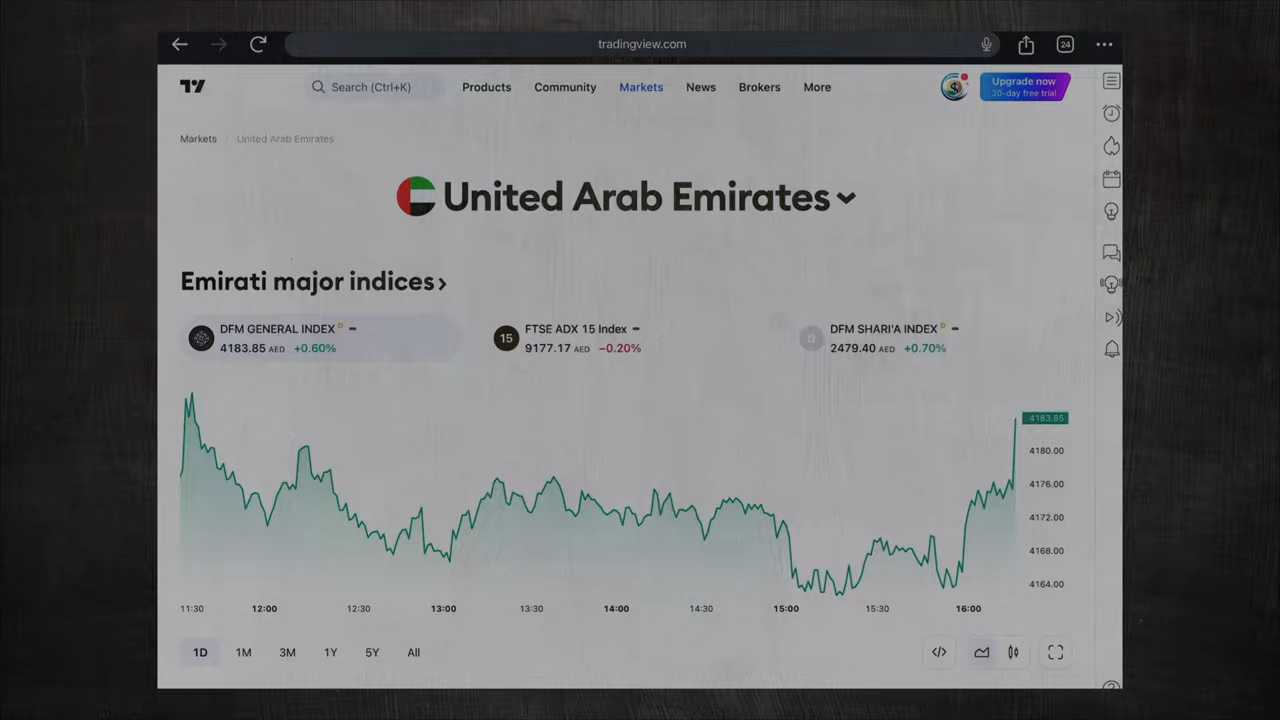 tradingview.com
24
Search (Ctrl+K)
Products
Community
Markets
News
Brokers
More
Upgrade now
30-day free trial
Markets / United Arab Emirates
United Arab Emirates
Emirati major indices
DFM GENERAL INDEX D
4183.85 AED +0.60%
15
FTSE ADX 15 Index
9177.17 AED −0.20%
D
DFM SHARI'A INDEX D
2479.40 AED +0.70%
4183.85
4180.00
4176.00
4172.00
4168.00
4164.00
11:30 12:00 12:30 13:00 13:30 14:00 14:30 15:00 15:30 16:00
1D 1M 3M 1Y 5Y All